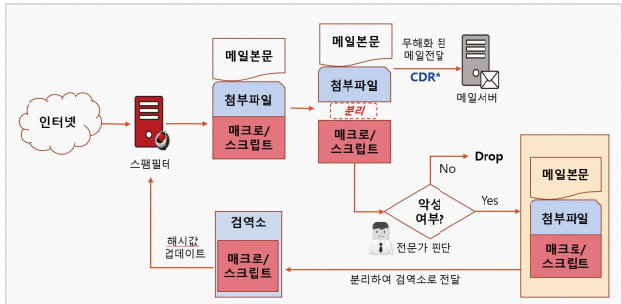 인터넷
스팸필터
메일본문
첨부파일
매크로/
스크립트
메일본문
첨부파일
분리
매크로/
스크립트
무해화 된
메일전달
CDR*
메일서버
악성
여부?
전문가 핀단
No
Drop
Yes
메일본문
첨부파일
매크로/
스크립트
분리하여 검역소로 전달
검역소
매크로/
스크립트
해시값
업데이트